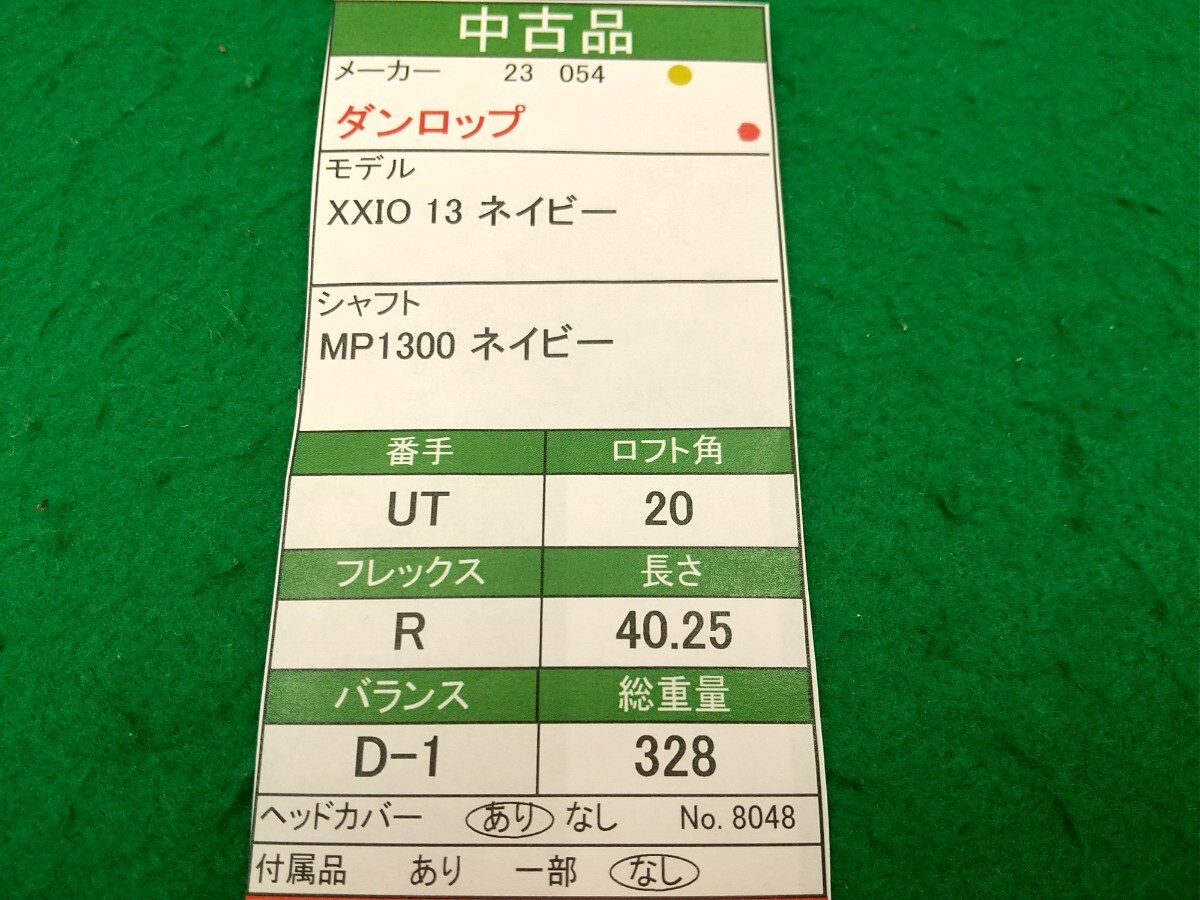 中古品
メーカー 23 054
ダンロップ
モデル
XXIO 13 ネイビー
シャフト
MP1300 ネイビー
番手 ロフト角
UT 20
フレックス 長さ
R 40.25
バランス 総重量
D-1 328
ヘッドカバー あり なし No. 8048
付属品 あり 一部 なし